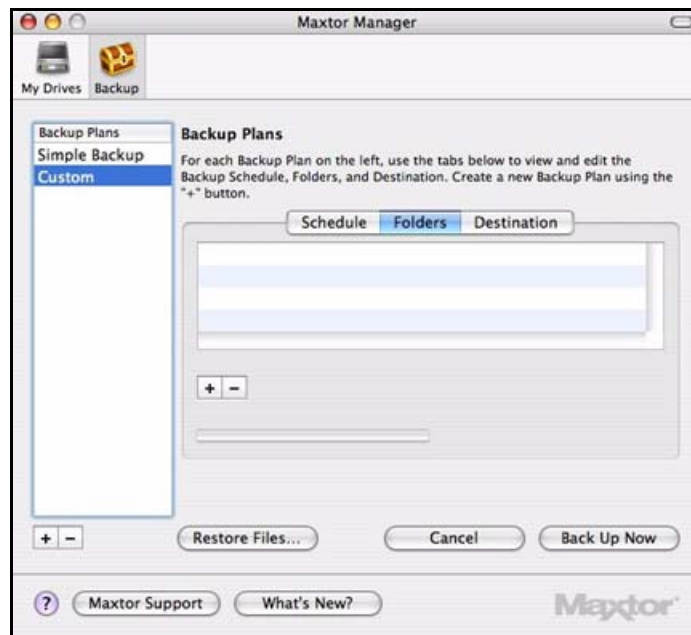 Maxtor Manager
My Drives Backup
Backup Plans
Simple Backup
Custom
Backup Plans
For each Backup Plan on the left, use the tabs below to view and edit the
Backup Schedule, Folders, and Destination. Create a new Backup Plan using the
"+" button.
Schedule Folders Destination
+ −
+ −
Restore Files... Cancel Back Up Now
? Maxtor Support What's New? Maxtor